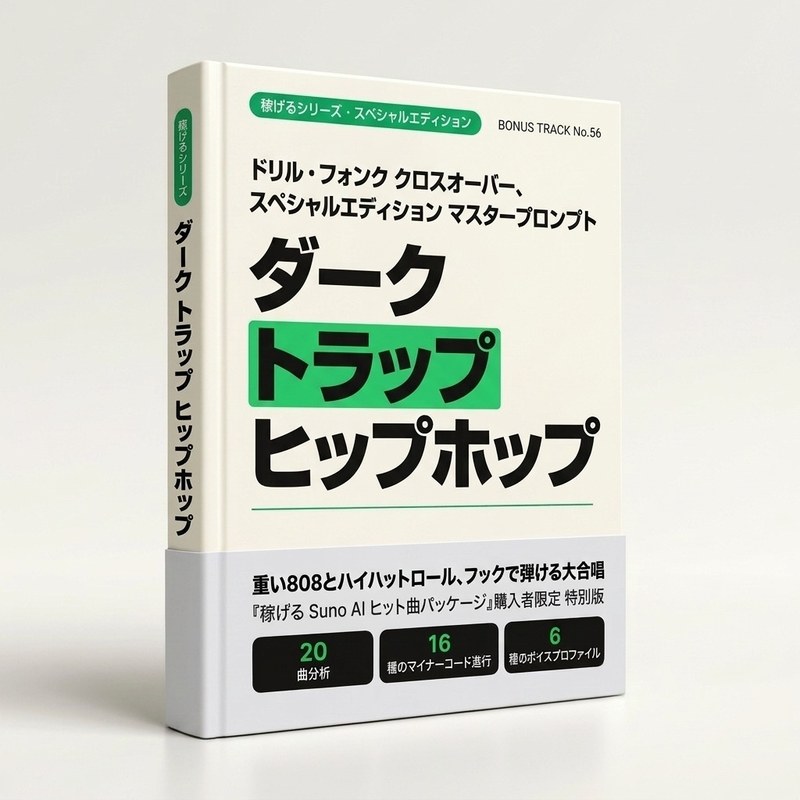 稼げるシリーズ
ダーク トラップ ヒップホップ
稼げるシリーズ・スペシャルエディション
BONUS TRACK No.56
ドリル・フォンク クロスオーバー、
スペシャルエディション マスタープロンプト
ダーク
トラップ
ヒップホップ
重い808とハイハットロール、フックで弾ける大合唱
『稼げる Suno AI ヒット曲パッケージ』購入者限定 特別版
20
曲分析
16
種のマイナーコード進行
6
種のボイスプロファイル